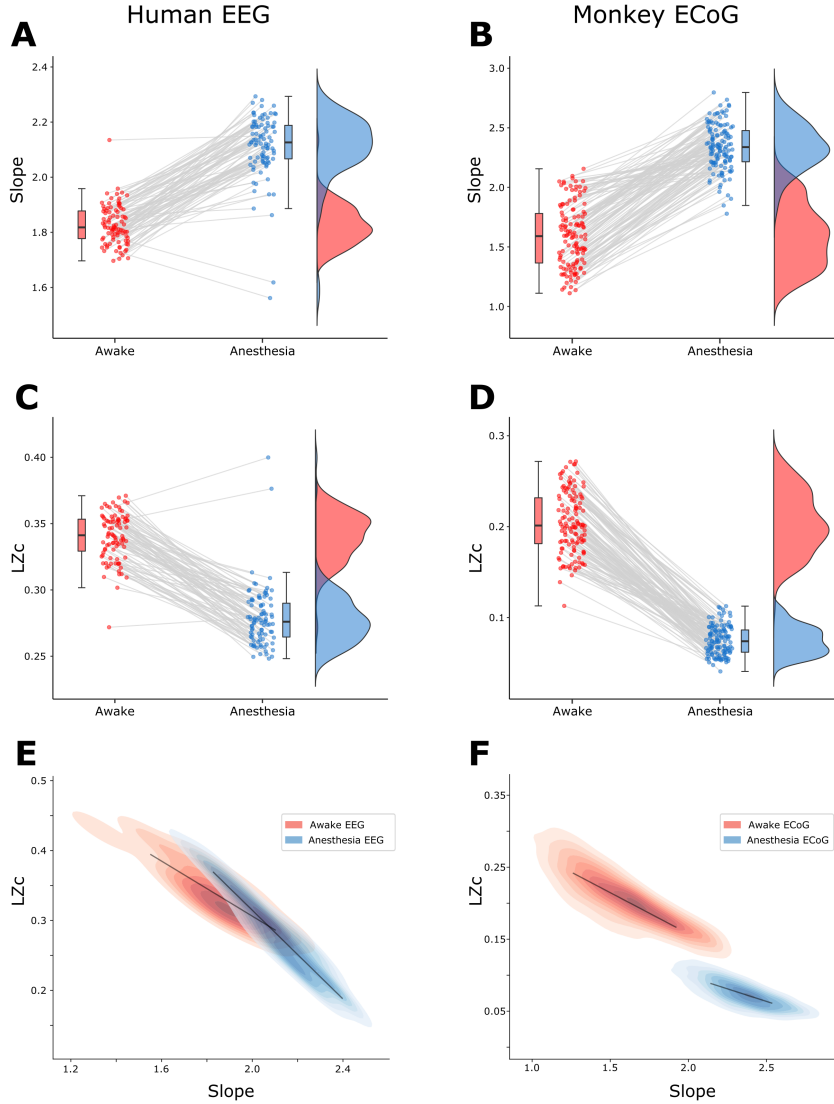 Human EEG
Monkey ECoG
A
2.4
2.2
2.0
1.8
1.6
Slope
Awake
Anesthesia
B
3.0
2.5
2.0
1.5
1.0
Slope
Awake
Anesthesia
C
0.40
0.35
0.30
0.25
LZc
Awake
Anesthesia
D
0.3
0.2
0.1
LZc
Awake
Anesthesia
E
0.5
0.4
0.3
0.2
LZc
Awake EEG
Anesthesia EEG
1.2
1.6
2.0
2.4
Slope
F
0.35
0.25
0.15
0.05
LZc
Awake ECoG
Anesthesia ECoG
1.0
1.5
2.0
2.5
Slope